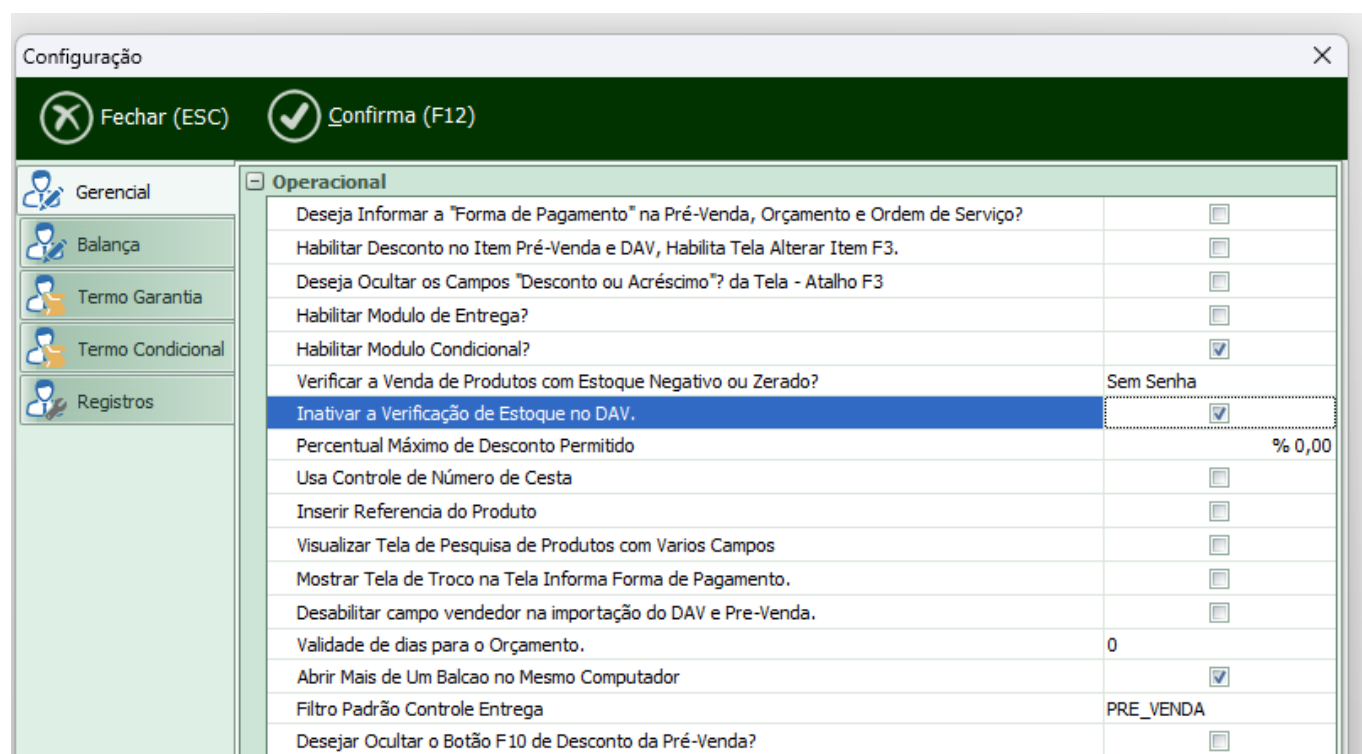 Configuração
Fechar (ESC) Confirma (F12)
Gerencial
Balança
Termo Garantia
Termo Condicional
Registros
Operacional
Deseja Informar a "Forma de Pagamento" na Pré-Venda, Orçamento e Ordem de Serviço?
Habilitar Desconto no Item Pré-Venda e DAV, Habilita Tela Alterar Item F3.
Deseja Ocultar os Campos "Desconto ou Acréscimo"? da Tela - Atalho F3
Habilitar Modulo de Entrega?
Habilitar Modulo Condicional?
Verificar a Venda de Produtos com Estoque Negativo ou Zerado? Sem Senha
Inativar a Verificação de Estoque no DAV.
Percentual Máximo de Desconto Permitido % 0,00
Usa Controle de Número de Cesta
Inserir Referencia do Produto
Visualizar Tela de Pesquisa de Produtos com Varios Campos
Mostrar Tela de Troco na Tela Informa Forma de Pagamento.
Desabilitar campo vendedor na importação do DAV e Pre-Venda.
Validade de dias para o Orçamento. 0
Abrir Mais de Um Balcao no Mesmo Computador
Filtro Padrão Controle Entrega PRE_VENDA
Desejar Ocultar o Botão F10 de Desconto da Pré-Venda?